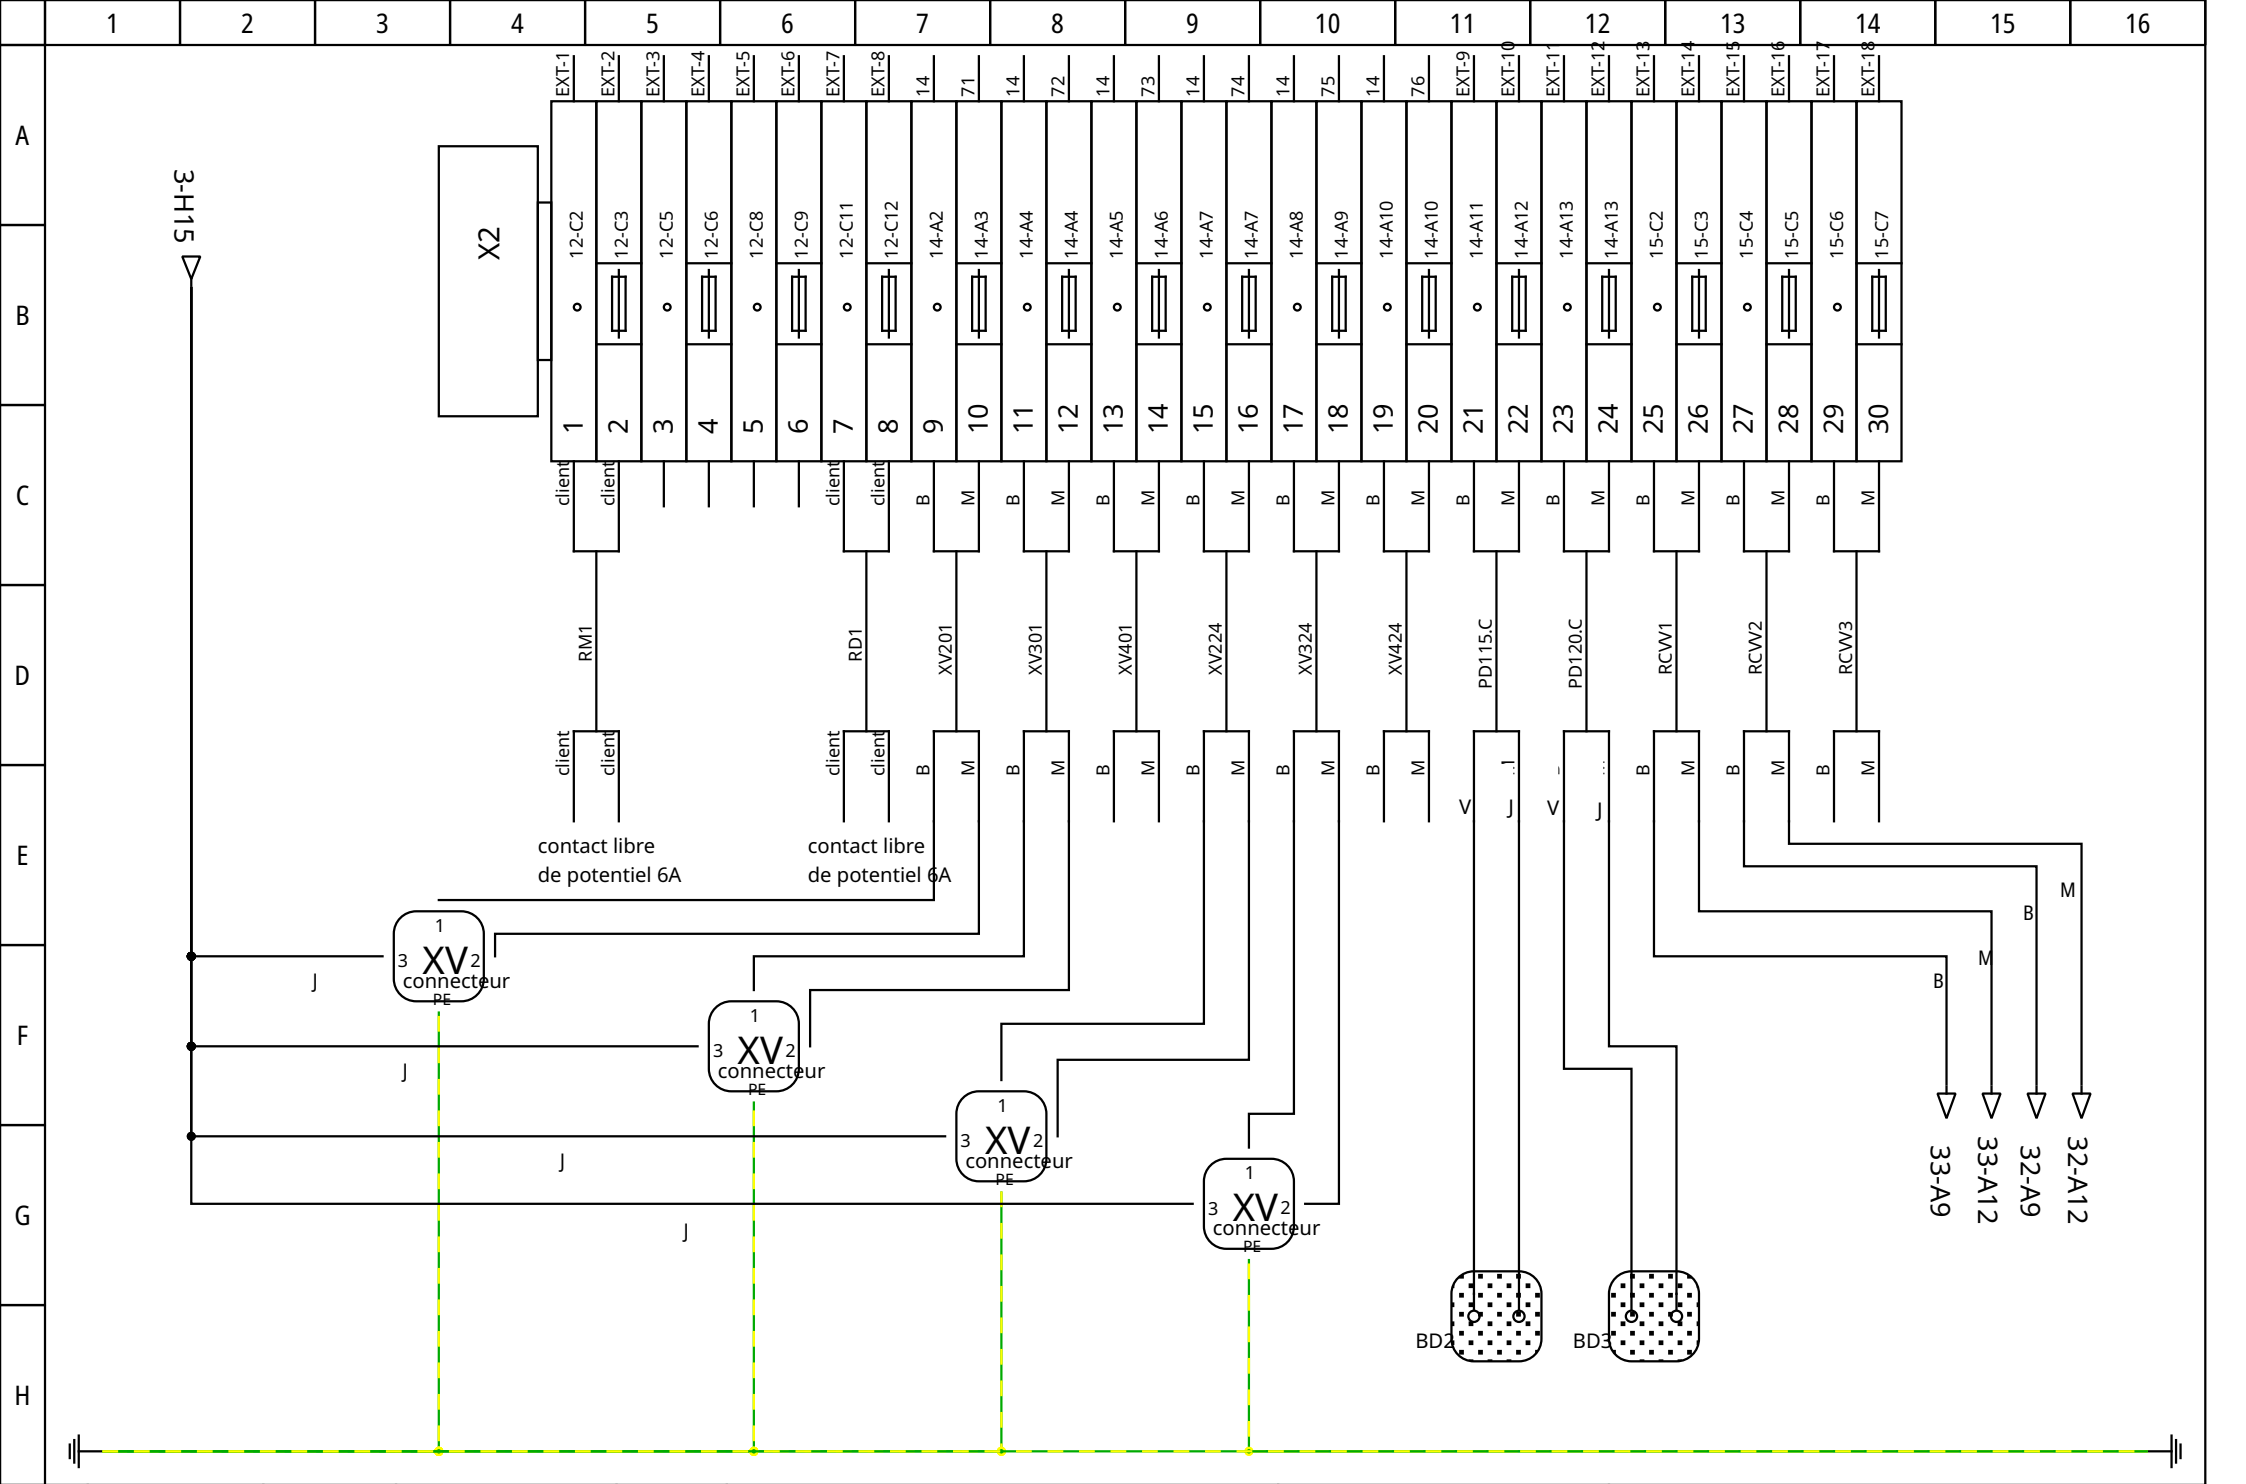 1 2 3 4 5 6 7 8 9 10 11 12 13 14 15 16
A
B
C
D
E
F
G
H
3-H15
X2
EXT-1 EXT-2 EXT-3 EXT-4 EXT-5 EXT-6 EXT-7 EXT-8 14 71 14 72 14 73 14 74 14 75 14 76 EXT-9 EXT-10 EXT-11 EXT-12 EXT-13 EXT-14 EXT-15 EXT-16 EXT-17 EXT-18
12-C2 12-C3 12-C5 12-C6 12-C8 12-C9 12-C11 12-C12 14-A2 14-A3 14-A4 14-A4 14-A5 14-A6 14-A7 14-A7 14-A8 14-A9 14-A10 14-A10 14-A11 14-A12 14-A13 14-A13 15-C2 15-C3 15-C4 15-C5 15-C6 15-C7
1 2 3 4 5 6 7 8 9 10 11 12 13 14 15 16 17 18 19 20 21 22 23 24 25 26 27 28 29 30
client client client client B M B M B M B M B M B M B M B M B M B M B M
RM1 RD1 XV201 XV301 XV401 XV224 XV324 XV424 PD115.C PD120.C RCVV1 RCVV2 RCVV3
client client client client B M B M B M B M B M B M B M B M B M
V J V J
contact libre
de potentiel 6A
contact libre
de potentiel 6A
M
B
M
B
1
3 XV 2
connecteur
PE
J
1
3 XV 2
connecteur
PE
J
1
3 XV 2
connecteur
PE
J
1
3 XV 2
connecteur
PE
J
33-A9 33-A12 32-A9 32-A12
BD2 BD3